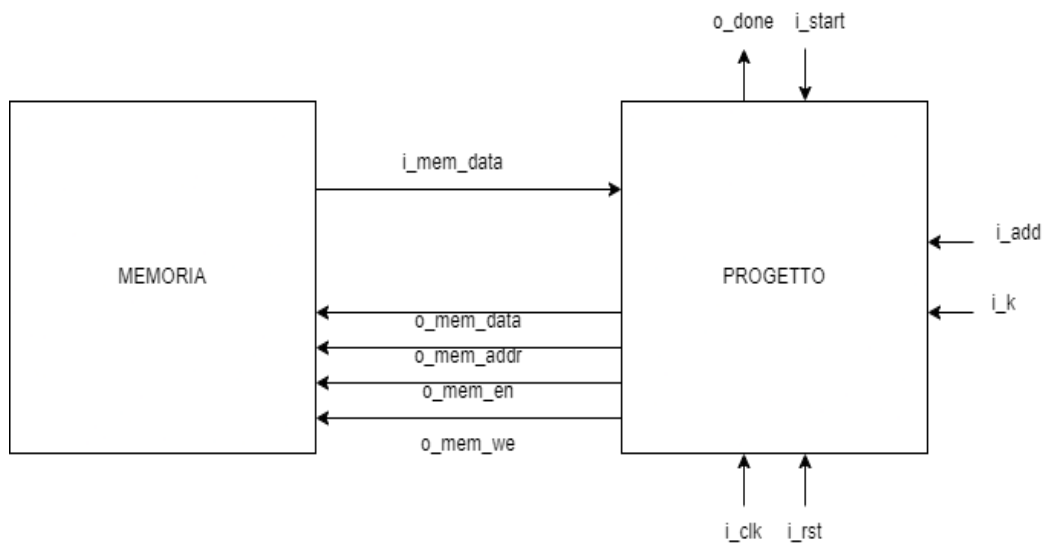 o_done i_start
i_mem_data
i_add
MEMORIA
PROGETTO
i_k
o_mem_data
o_mem_addr
o_mem_en
o_mem_we
i_clk i_rst